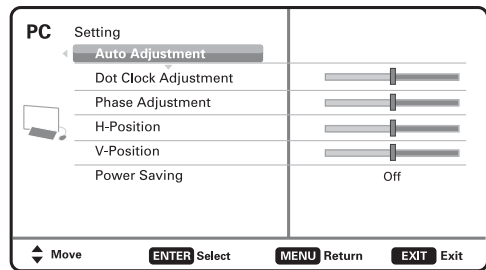 PC Setting
Auto Adjustment
Dot Clock Adjustment
Phase Adjustment
H-Position
V-Position
Power Saving Off
Move ENTER Select MENU Return EXIT Exit